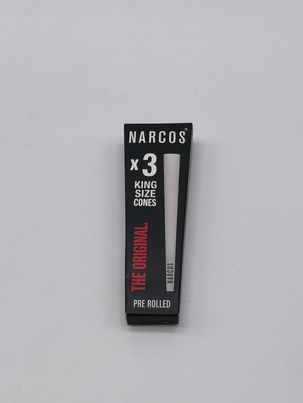 NARCOS®
x3
KING
SIZE
CONES
THE ORIGINAL.
NARCOS
PRE ROLLED